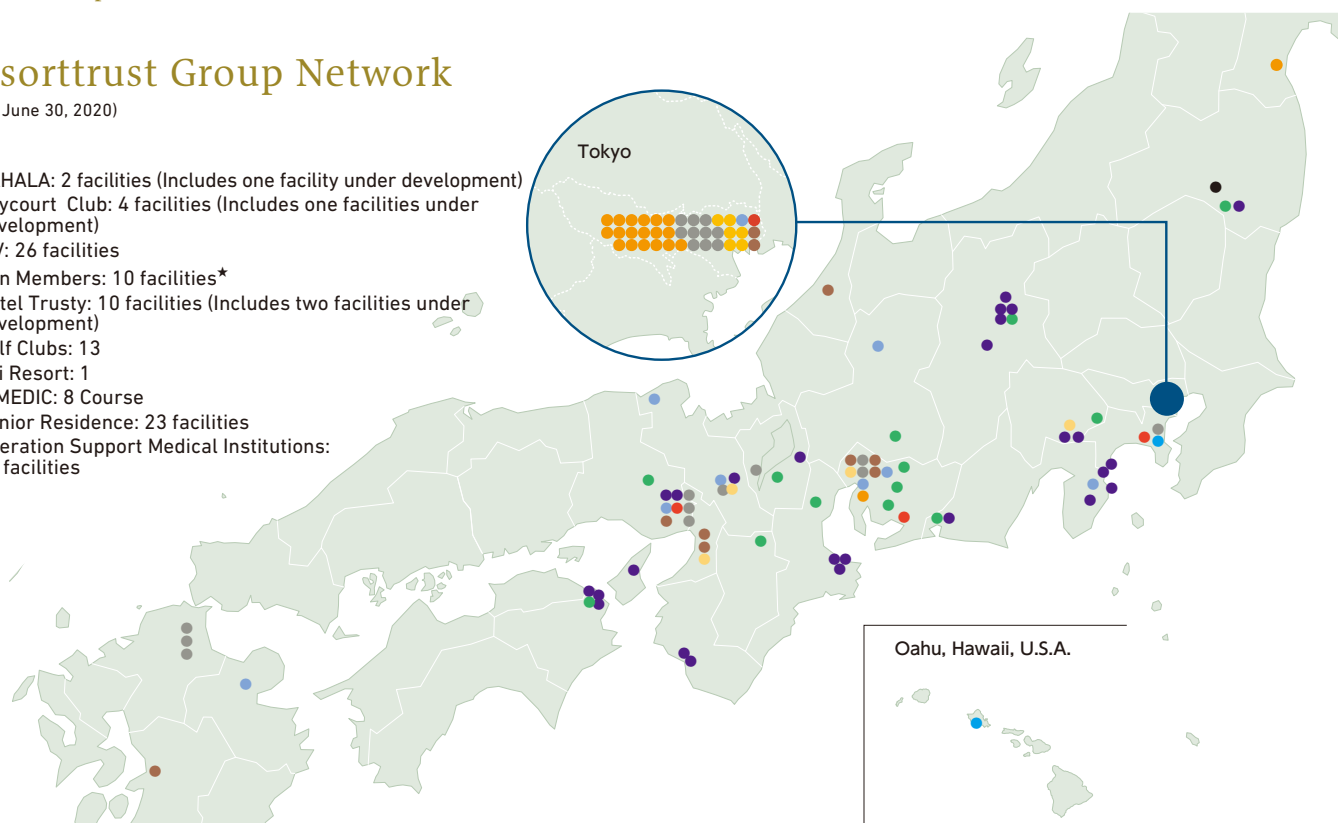 sorttrust Group Network
June 30, 2020)
HALA: 2 facilities (Includes one facility under development)
ycourt Club: 4 facilities (Includes one facilities under
velopment)
: 26 facilities
n Members: 10 facilities★
tel Trusty: 10 facilities (Includes two facilities under
velopment)
lf Clubs: 13
i Resort: 1
MEDIC: 8 Course
nior Residence: 23 facilities
eration Support Medical Institutions:
facilities
Tokyo
Oahu, Hawaii, U.S.A.